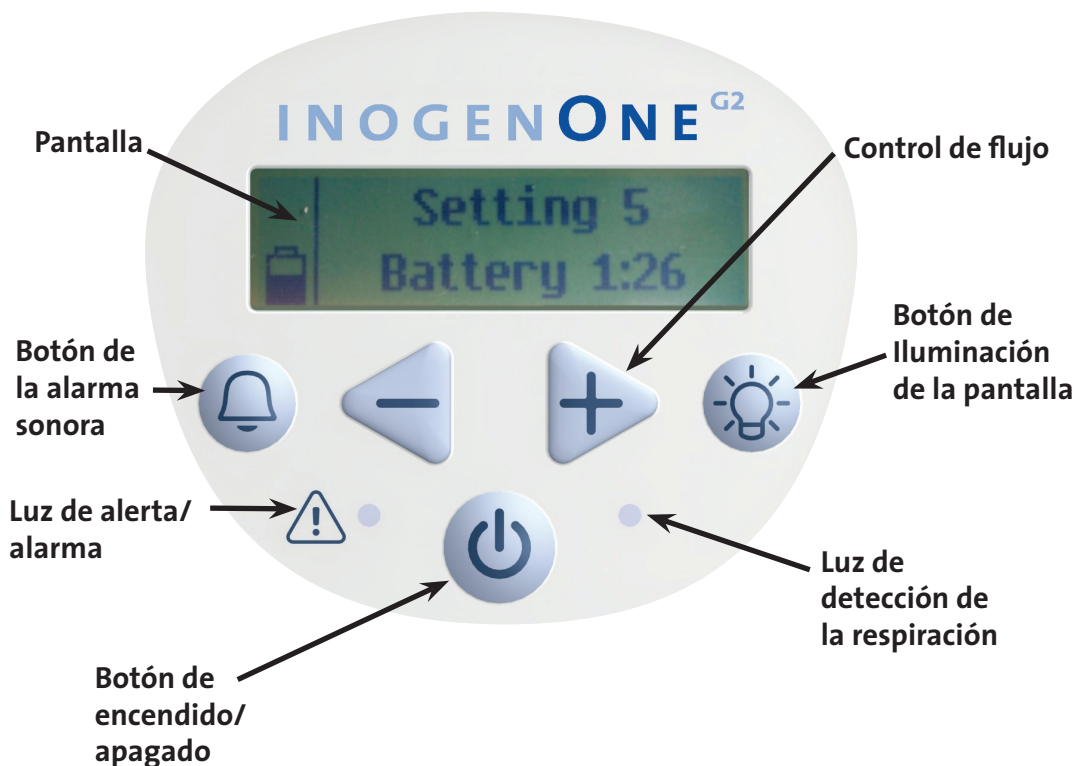 INOGENONE G2
Pantalla
Control de flujo
Setting 5
Battery 1:26
Botón de
la alarma
sonora
Botón de
Iluminación
de la pantalla
Luz de alerta/
alarma
Luz de
detección de
la respiración
Botón de
encendido/
apagado